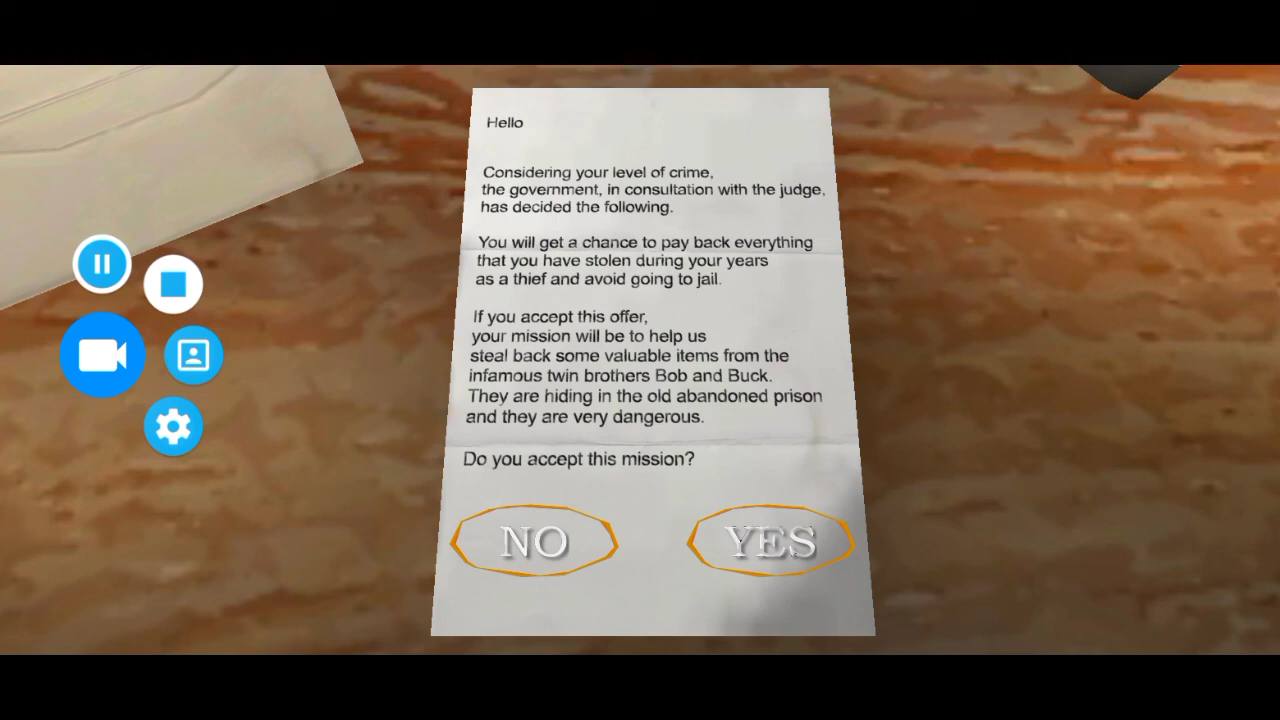 Hello
Considering your level of crime,
the government, in consultation with the judge,
has decided the following.
You will get a chance to pay back everything
that you have stolen during your years
as a thief and avoid going to jail.
If you accept this offer,
your mission will be to help us
steal back some valuable items from the
infamous twin brothers Bob and Buck.
They are hiding in the old abandoned prison
and they are very dangerous.
Do you accept this mission?
NO YES